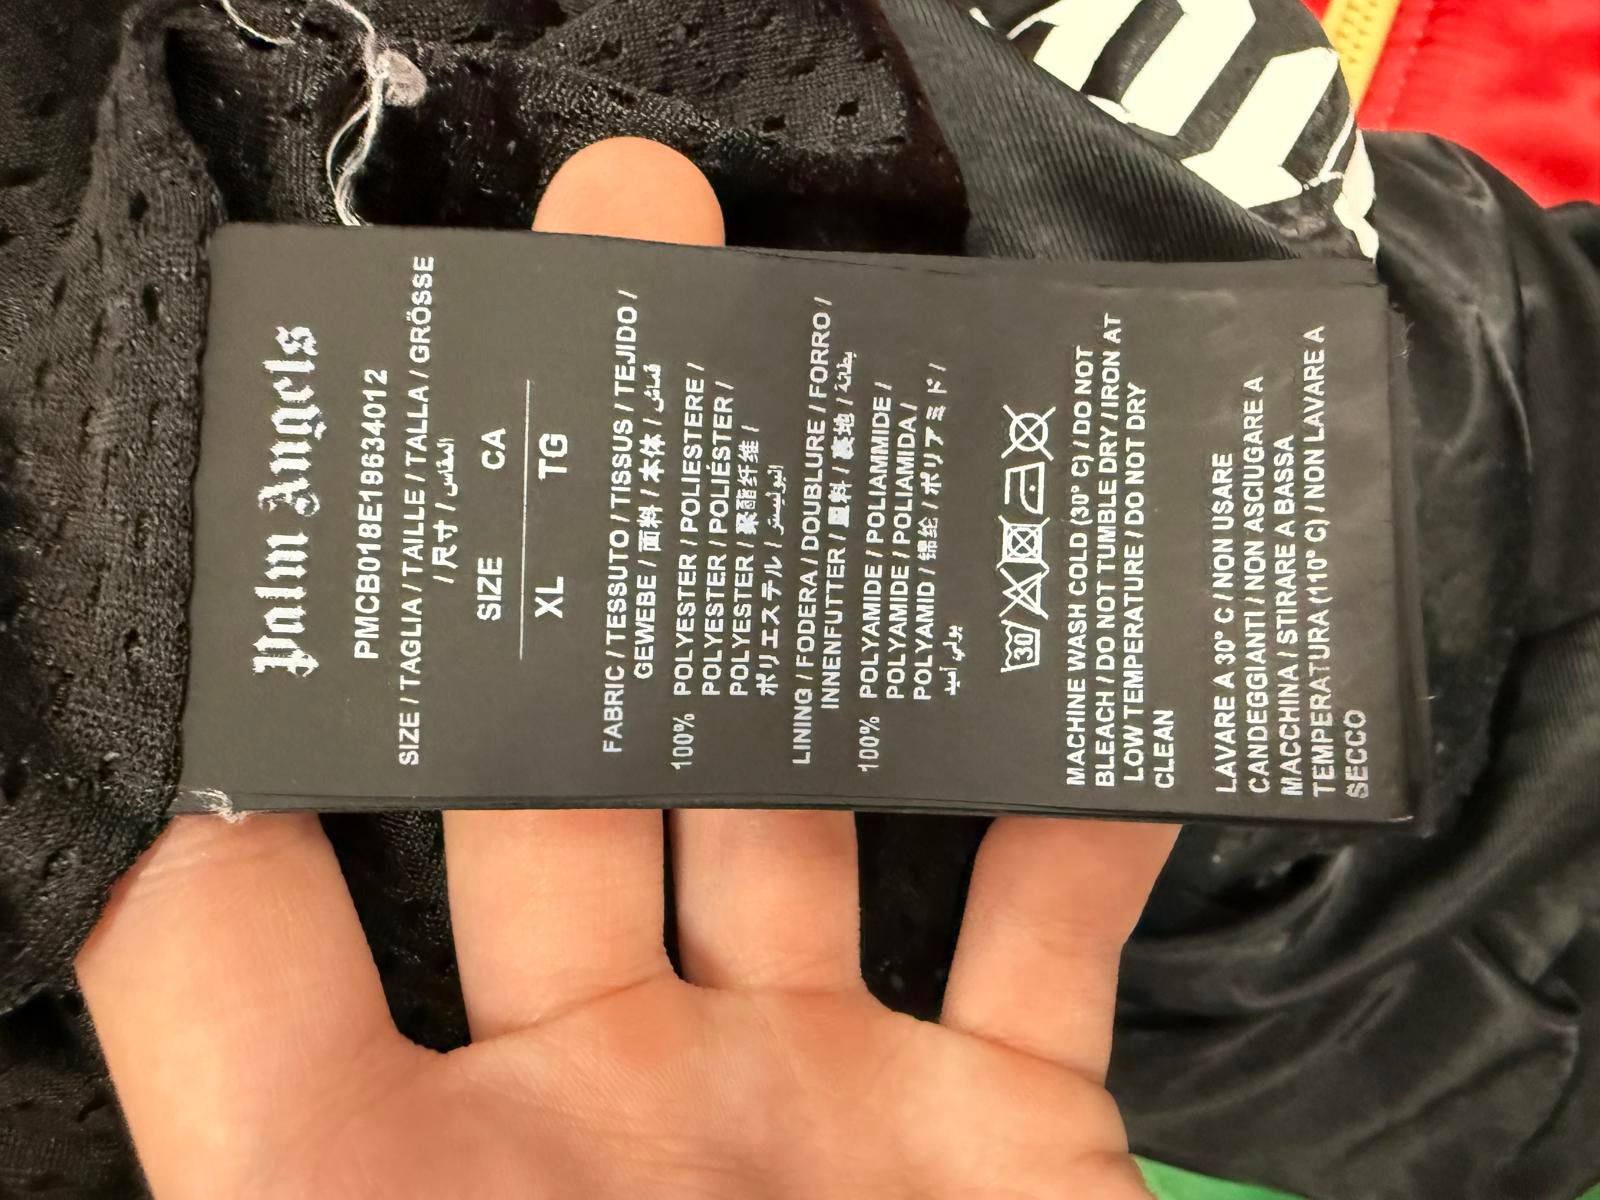 Palm Angels
PMCB018E19634012
SIZE / TAGLIA / TAILLE / TALLA / GRÖSSE
/ 尺寸 / المقاس
SIZE CA
XL TG
FABRIC / TESSUTO / TISSUS / TEJIDO /
GEWEBE / 面料 / 本体 / قماش
100% POLYESTER / POLIESTERE /
POLYESTER / POLIÉSTER /
POLYESTER / 聚酯纤维 /
ポリエステル /
LINING / FODERA / DOUBLURE / FORRO /
INNENFUTTER / 里料 / 裏地 / بطانة
100% POLYAMIDE / POLIAMMIDE /
POLYAMIDE / POLIAMIDA /
POLYAMID / 锦纶 / ポリアミド /
بولي أميد
30
MACHINE WASH COLD (30° C) / DO NOT
BLEACH / DO NOT TUMBLE DRY / IRON AT
LOW TEMPERATURE / DO NOT DRY
CLEAN
LAVARE A 30° C / NON USARE
CANDEGGIANTI / NON ASCIUGARE A
MACCHINA / STIRARE A BASSA
TEMPERATURA (110° C) / NON LAVARE A
SECCO